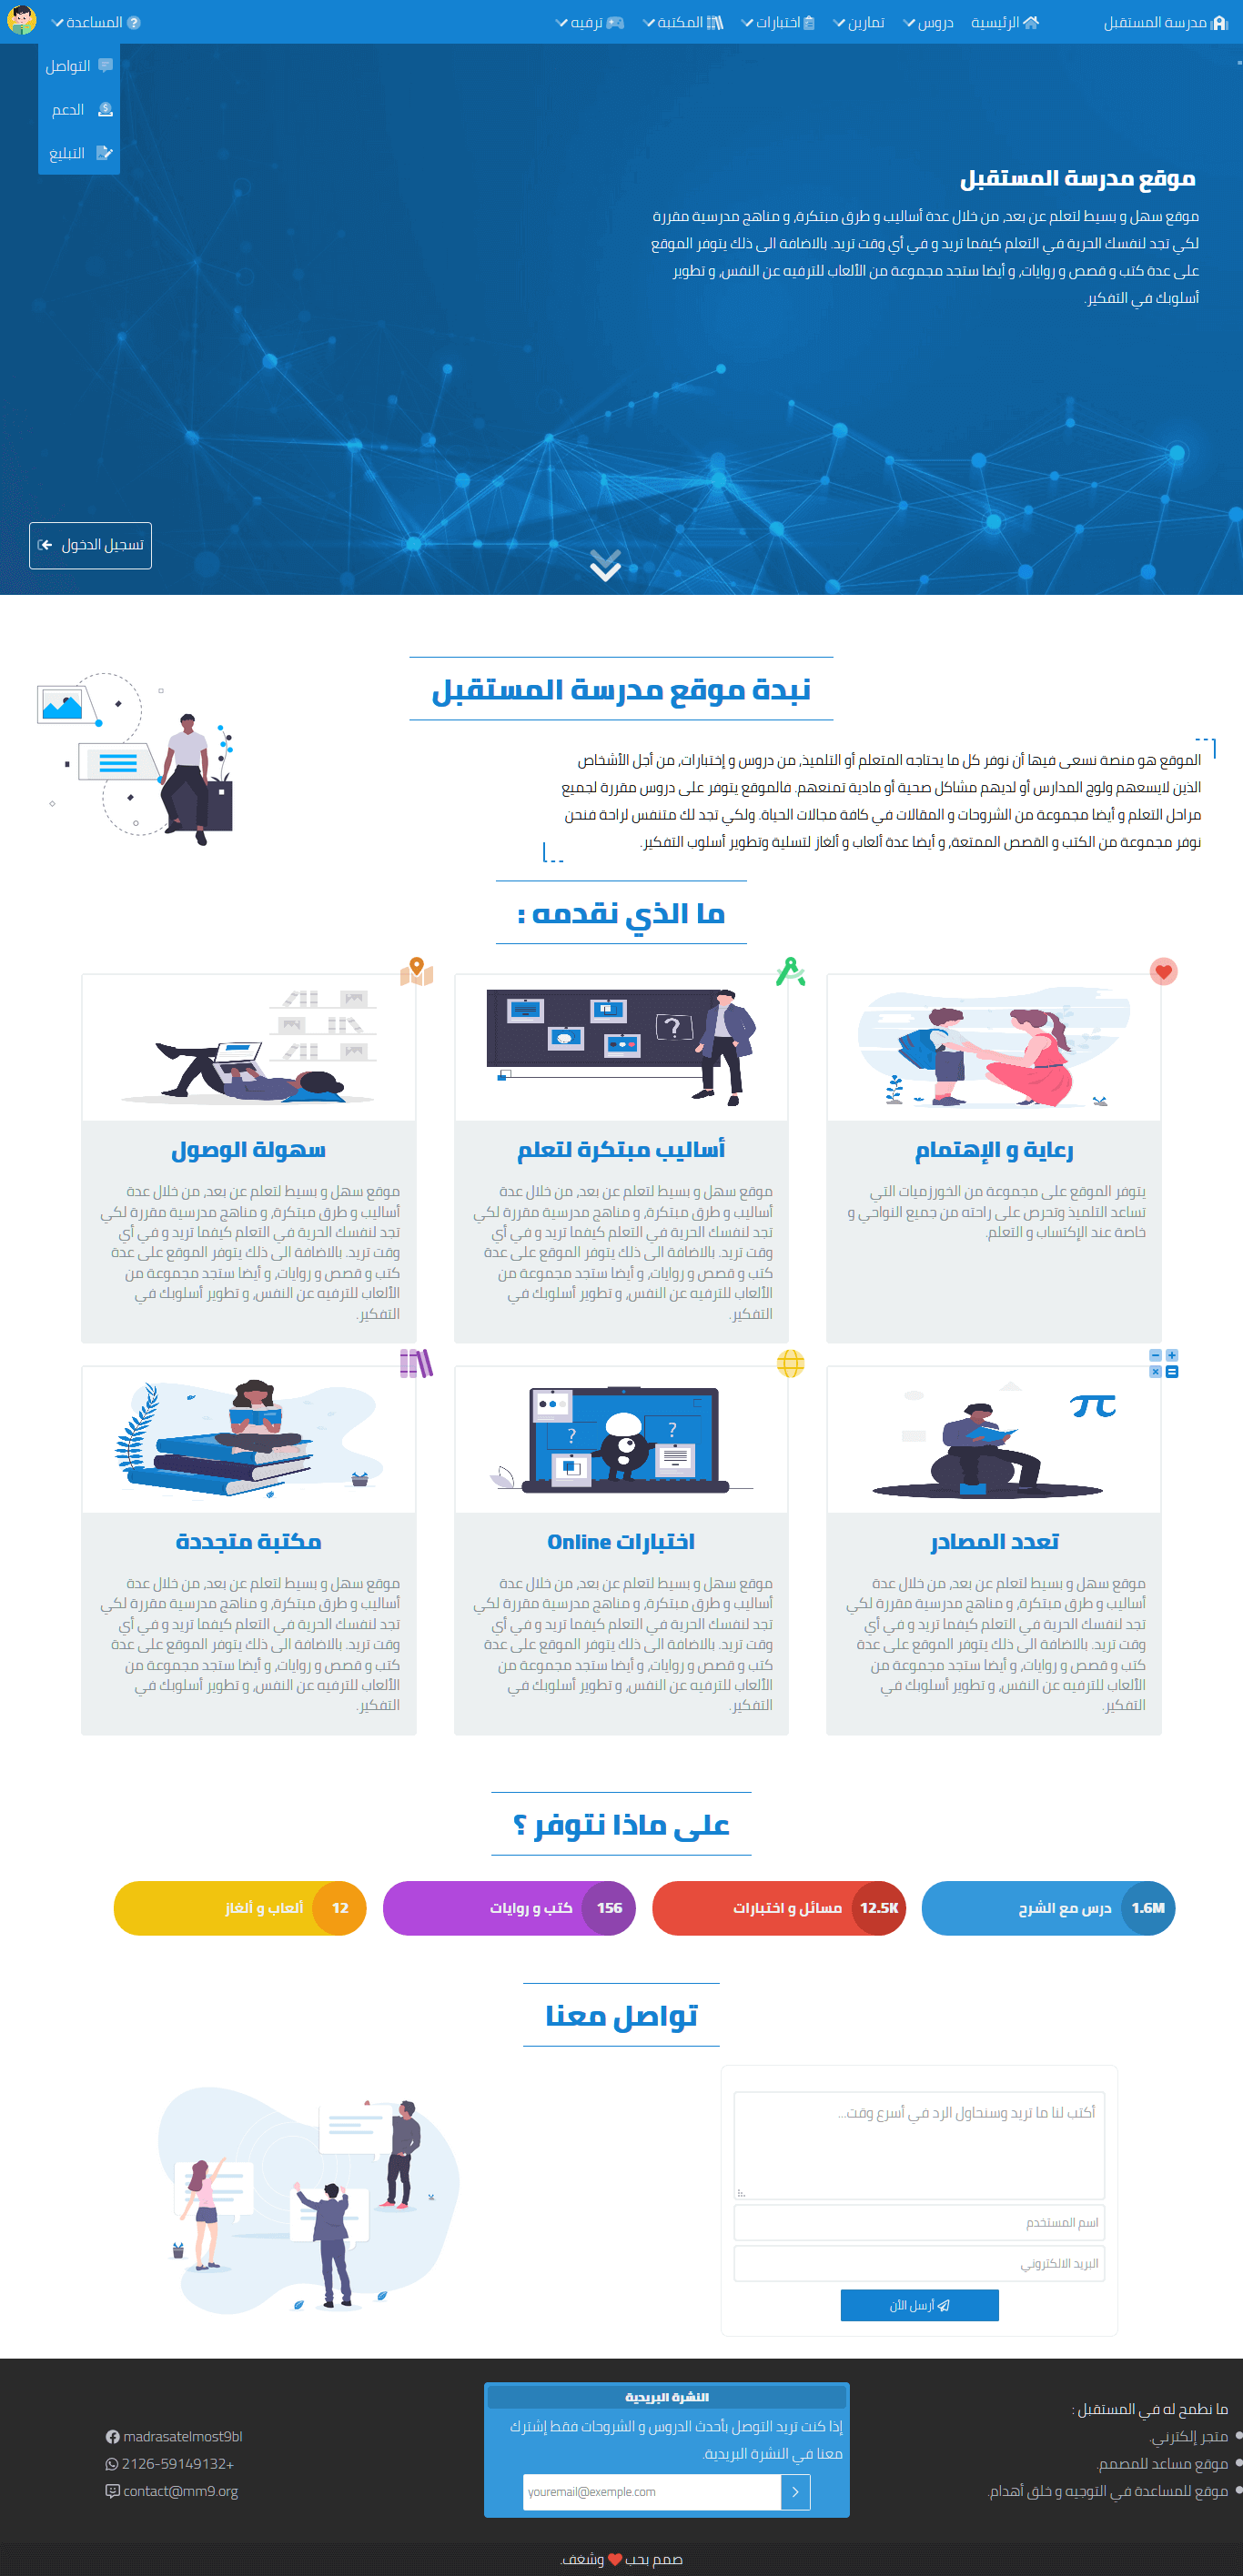 مدرسة المستقبل
الرئيسية
دروس
تمارين
اختبارات
المكتبة
ترفيه
المساعدة
التواصل
الدعم
التبليغ
موقع مدرسة المستقبل
موقع سهل و بسيط لتعلم عن بعد, من خلال عدة أساليب و طرق مبتكرة, و مناهج مدرسية مقررة
لكي تجد لنفسك الحرية في التعلم كيفما تريد و في أي وقت تريد. بالاضافة الى ذلك يتوفر الموقع
على عدة كتب و قصص و روايات, و أيضا ستجد مجموعة من الألعاب للترفيه عن النفس, و تطوير
أسلوبك في التفكير.
تسجيل الدخول
نبدة موقع مدرسة المستقبل
الموقع هو منصة نسعى فيها أن نوفر كل ما يحتاجه المتعلم أو التلميذ, من دروس و إختبارات, من أجل الأشخاص
الذين لايسعهم ولوج المدارس أو لديهم مشاكل صحية أو مادية تمنعهم. فالموقع يتوفر على دروس مقررة لجميع
مراحل التعلم و أيضا مجموعة من الشروحات و المقالات في كافة مجالات الحياة. ولكي تجد لك متنفس لراحة فنحن
نوفر مجموعة من الكتب و القصص الممتعة, و أيضا عدة ألعاب و ألغاز لتسلية وتطوير أسلوب التفكير.
ما الذي نقدمه :
رعاية و الإهتمام
يتوفر الموقع على مجموعة من الخورزميات التي
تساعد التلميذ وتحرص على راحته من جميع النواحي و
خاصة عند الإكتساب و التعلم.
أساليب مبتكرة لتعلم
موقع سهل و بسيط لتعلم عن بعد, من خلال عدة
أساليب و طرق مبتكرة, و مناهج مدرسية مقررة لكي
تجد لنفسك الحرية في التعلم كيفما تريد و في أي
وقت تريد. بالاضافة الى ذلك يتوفر الموقع على عدة
كتب و قصص و روايات, و أيضا ستجد مجموعة من
الألعاب للترفيه عن النفس, و تطوير أسلوبك في
التفكير.
سهولة الوصول
موقع سهل و بسيط لتعلم عن بعد, من خلال عدة
أساليب و طرق مبتكرة, و مناهج مدرسية مقررة لكي
تجد لنفسك الحرية في التعلم كيفما تريد و في أي
وقت تريد. بالاضافة الى ذلك يتوفر الموقع على عدة
كتب و قصص و روايات, و أيضا ستجد مجموعة من
الألعاب للترفيه عن النفس, و تطوير أسلوبك في
التفكير.
تعدد المصادر
موقع سهل و بسيط لتعلم عن بعد, من خلال عدة
أساليب و طرق مبتكرة, و مناهج مدرسية مقررة لكي
تجد لنفسك الحرية في التعلم كيفما تريد و في أي
وقت تريد. بالاضافة الى ذلك يتوفر الموقع على عدة
كتب و قصص و روايات, و أيضا ستجد مجموعة من
الألعاب للترفيه عن النفس, و تطوير أسلوبك في
التفكير.
اختبارات Online
موقع سهل و بسيط لتعلم عن بعد, من خلال عدة
أساليب و طرق مبتكرة, و مناهج مدرسية مقررة لكي
تجد لنفسك الحرية في التعلم كيفما تريد و في أي
وقت تريد. بالاضافة الى ذلك يتوفر الموقع على عدة
كتب و قصص و روايات, و أيضا ستجد مجموعة من
الألعاب للترفيه عن النفس, و تطوير أسلوبك في
التفكير.
مكتبة متجددة
موقع سهل و بسيط لتعلم عن بعد, من خلال عدة
أساليب و طرق مبتكرة, و مناهج مدرسية مقررة لكي
تجد لنفسك الحرية في التعلم كيفما تريد و في أي
وقت تريد. بالاضافة الى ذلك يتوفر الموقع على عدة
كتب و قصص و روايات, و أيضا ستجد مجموعة من
الألعاب للترفيه عن النفس, و تطوير أسلوبك في
التفكير.
على ماذا نتوفر ؟
1.6M درس مع الشرح
12.5K مسائل و اختبارات
156 كتب و روايات
12 ألعاب و ألغاز
تواصل معنا
أكتب لنا ما تريد وسنحاول الرد في أسرع وقت...
اسم المستخدم
البريد الالكتروني
أرسل الأن
ما نطمح له في المستقبل :
متجر إلكترني.
موقع مساعد للمصمم.
موقع للمساعدة في التوجيه و خلق أهدام.
النشرة البريدية
إذا كنت تريد التوصل بأحدث الدروس و الشروحات فقط إشترك
معنا في النشرة البريدية.
youremail@exemple.com
madrasatelmost9bl
2126-59149132+
contact@mm9.org
صمم بحب ❤ وشغف.